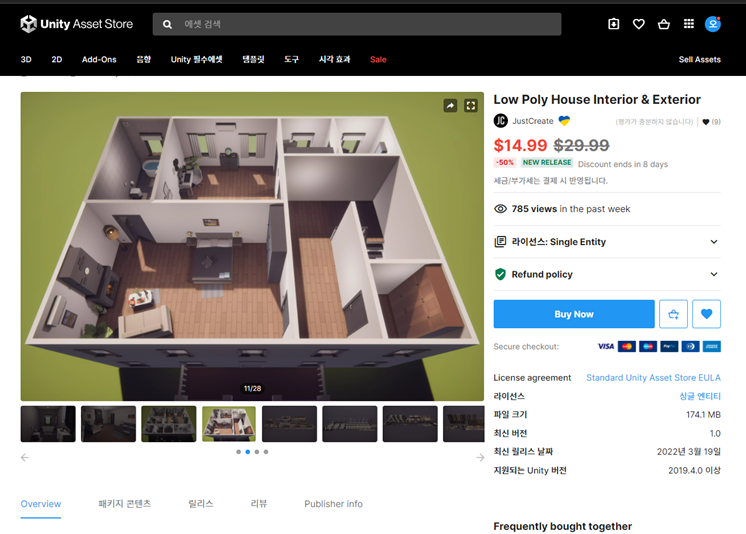 Unity Asset Store
에셋 검색
오
3D 2D Add-Ons 음향 Unity 필수에셋 템플릿 도구 시각 효과 Sale Sell Assets
11/28
Low Poly House Interior & Exterior
JC JustCreate (평가가 충분하지 않습니다) (9)
$14.99 $29.99
-50% NEW RELEASE Discount ends in 8 days
세금/부가세는 결제 시 반영됩니다.
785 views in the past week
라이선스: Single Entity
Refund policy
Buy Now
Secure checkout: VISA
License agreement Standard Unity Asset Store EULA
라이선스 싱글 엔티티
파일 크기 174.1 MB
최신 버전 1.0
최신 릴리스 날짜 2022년 3월 19일
지원되는 Unity 버전 2019.4.0 이상
Overview 패키지 콘텐츠 릴리스 리뷰 Publisher info
Frequently bought together